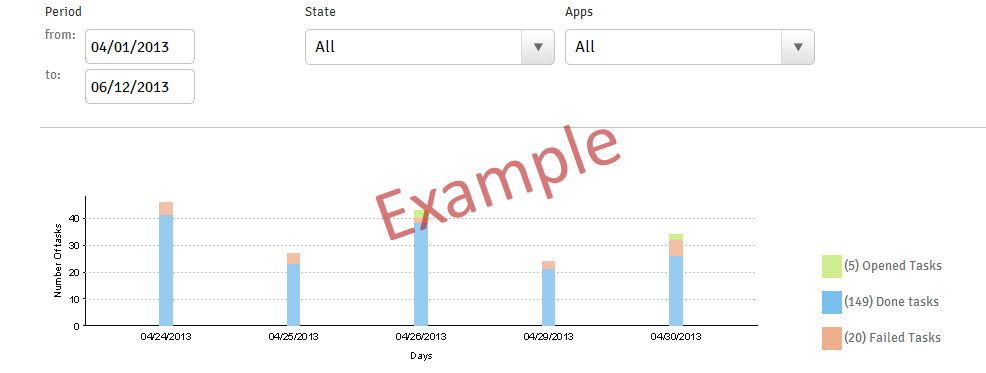 Period
State
Apps
from:
04/01/2013
All
All
to:
06/12/2013
Example
40
30
20
10
0
Number Of tasks
04/24/2013
04/25/2013
04/26/2013
04/29/2013
04/30/2013
Days
(5) Opened Tasks
(149) Done tasks
(20) Failed Tasks